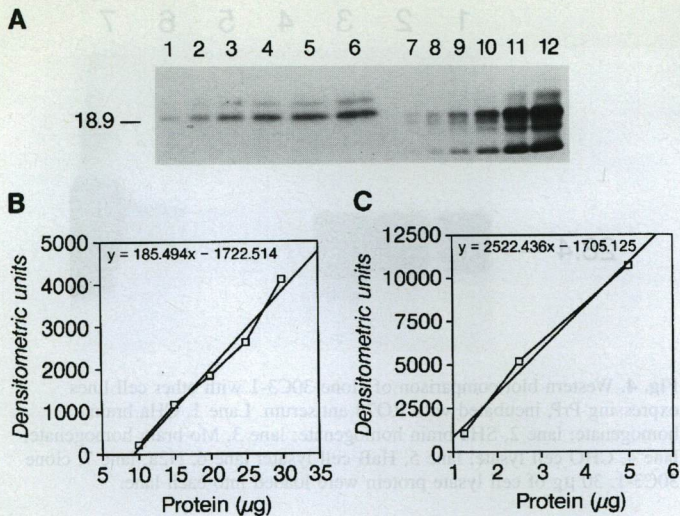 A
1 2 3 4 5 6 7 8 9 10 11 12
18.9
B
y = 185.494x − 1722.514
Densitometric units
5000
4000
3000
2000
1000
0
5 10 15 20 25 30 35
Protein (µg)
C
y = 2522.436x − 1705.125
Densitometric units
12500
10000
7500
5000
2500
0
1 2 3 4 5 6
Protein (µg)